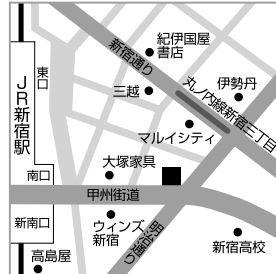 紀伊国屋
書店
新宿通り
伊勢丹
東口
三越
丸ノ内線新宿三丁目
JR新宿駅
マルイシティ
大塚家具
南口
甲州街道
新南口
ウィンズ
新宿
明治通り
新宿高校
高島屋